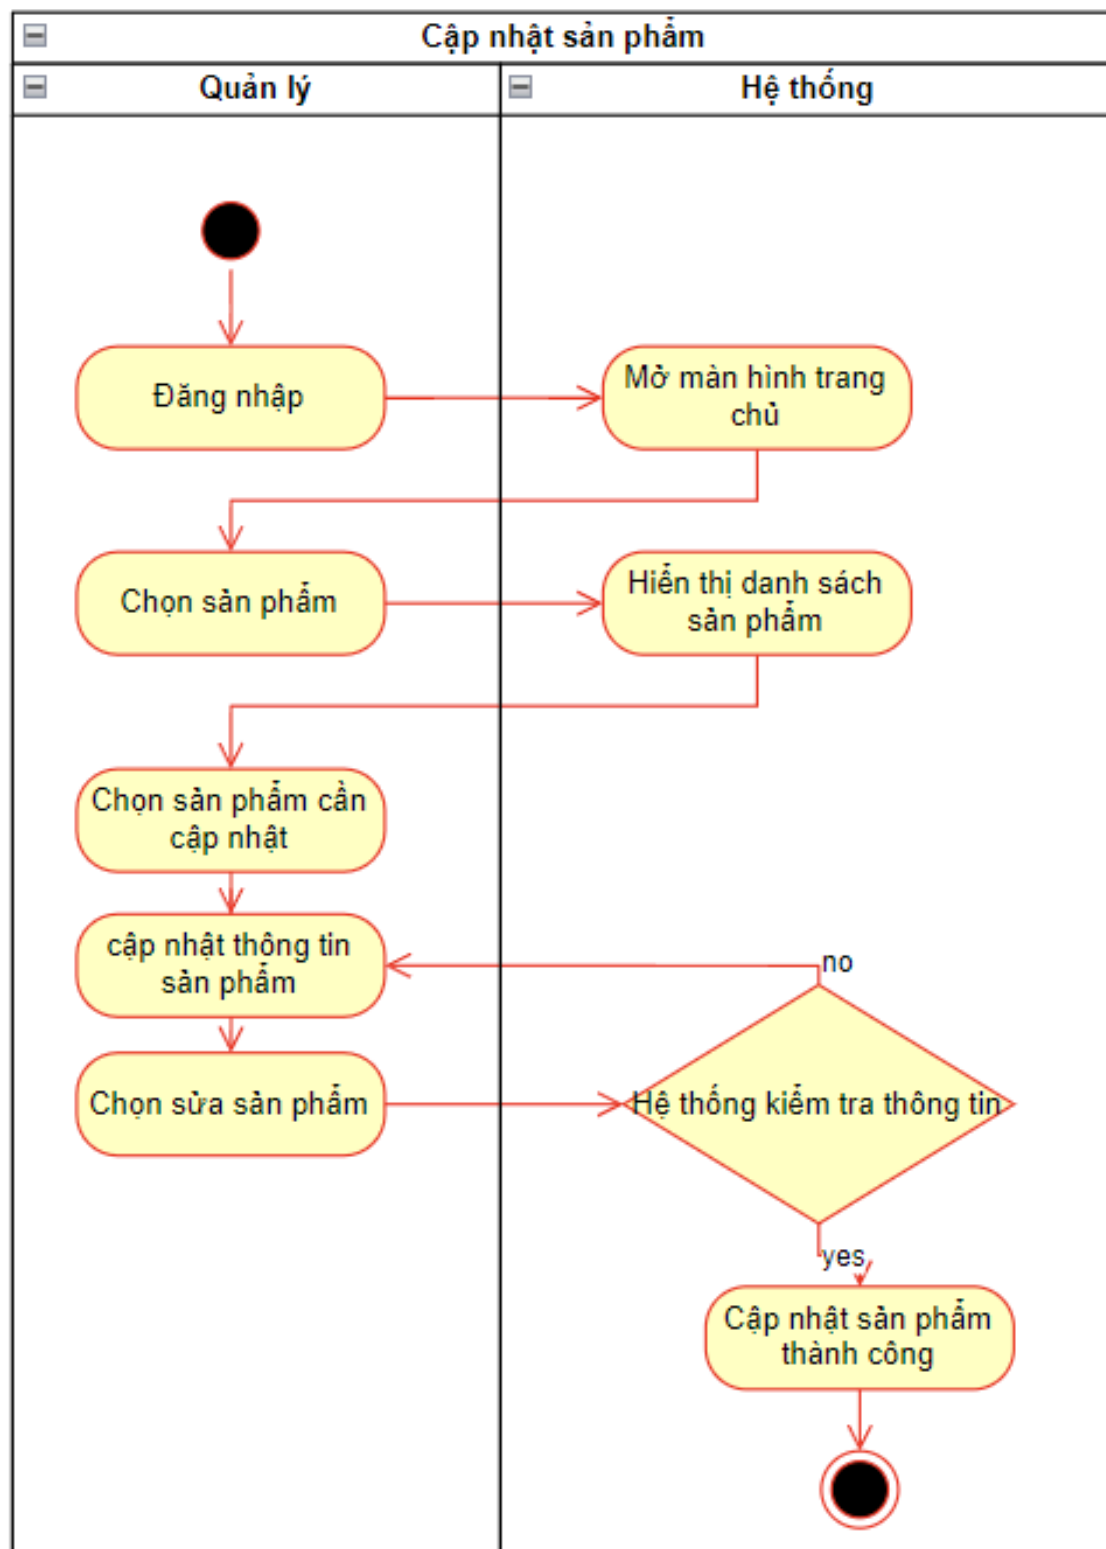 Cập nhật sản phẩm
Quản lý
Hệ thống
Đăng nhập
Mở màn hình trang
chủ
Chọn sản phẩm
Hiển thị danh sách
sản phẩm
Chọn sản phẩm cần
cập nhật
cập nhật thông tin
sản phẩm
no
Chọn sửa sản phẩm
Hệ thống kiểm tra thông tin
yes
Cập nhật sản phẩm
thành công